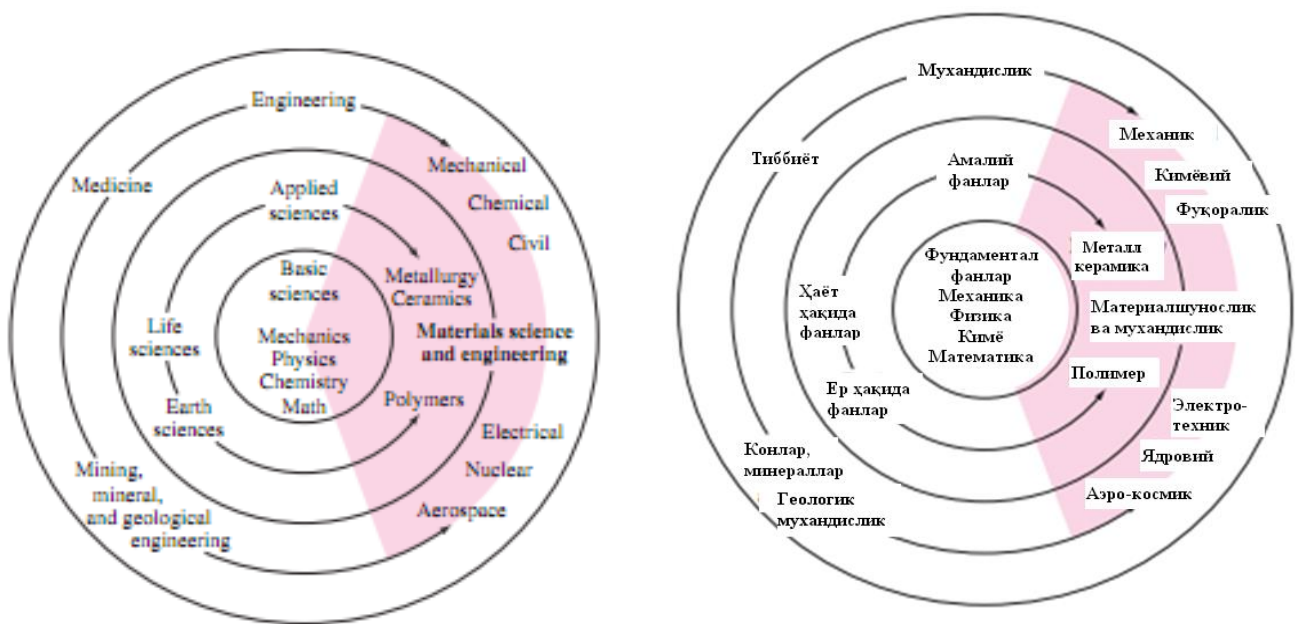 Engineering
Medicine
Mechanical
Applied
sciences
Chemical
Civil
Basic
sciences
Metallurgy
Ceramics
Life
sciences
Mechanics
Physics
Chemistry
Math
Materials science
and engineering
Earth
sciences
Polymers
Electrical
Mining,
mineral,
and geological
engineering
Nuclear
Aerospace
Мухандислик
Тиббиёт
Механик
Амалий
фанлар
Кимёвий
Фуқоралик
Фундаментал
фанлар
Механика
Физика
Кимё
Математика
Металл
керамика
Ҳаёт
ҳақида
фанлар
Материалшунослик
ва мухандислик
Ер ҳақида
фанлар
Полимер
Электро-
техник
Конлар,
минераллар
Ядровий
Геологик
мухандислик
Аэро-космик